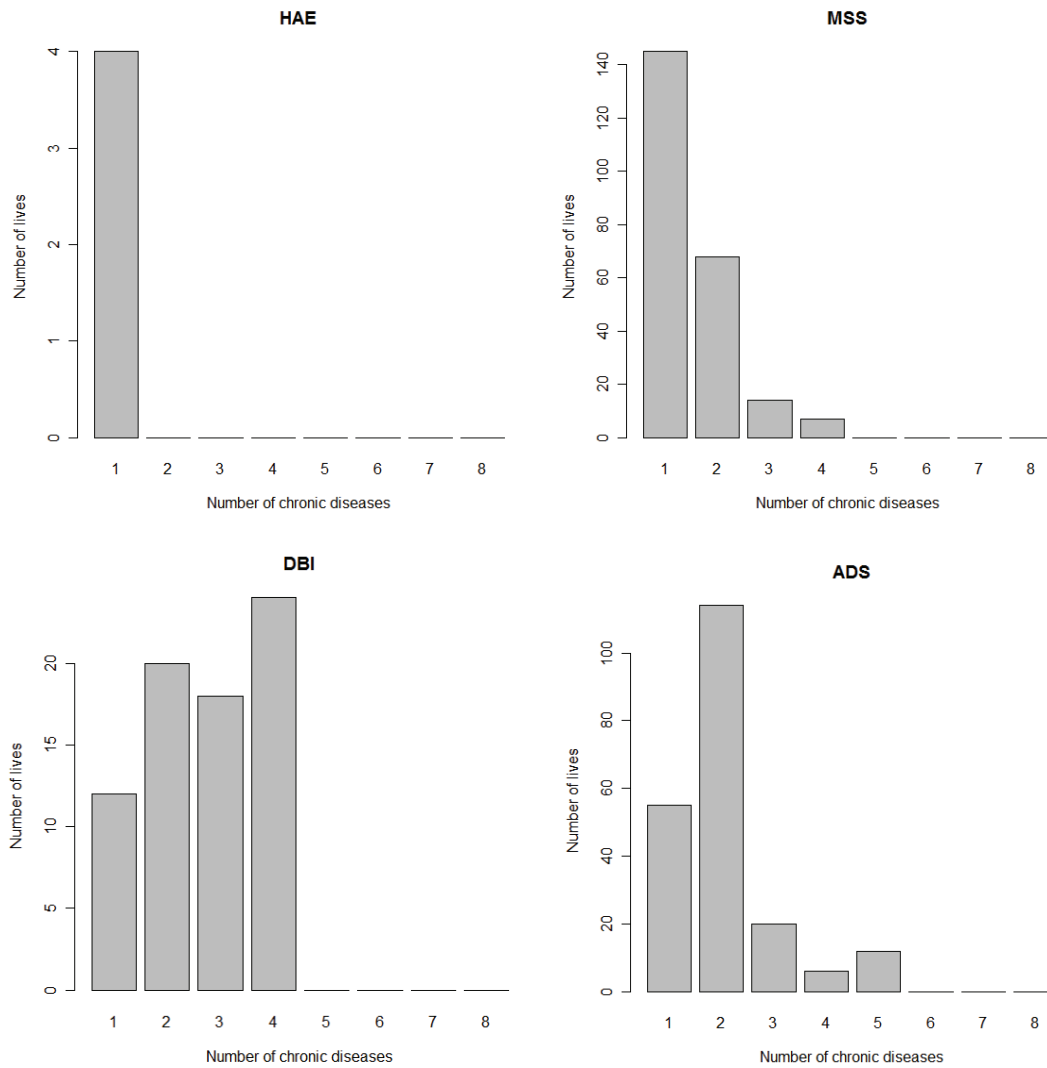 HAE
Number of lives
4
3
2
1
0
1 2 3 4 5 6 7 8
Number of chronic diseases
MSS
Number of lives
140
120
100
80
60
40
20
0
1 2 3 4 5 6 7 8
Number of chronic diseases
DBI
Number of lives
20
15
10
5
0
1 2 3 4 5 6 7 8
Number of chronic diseases
ADS
Number of lives
100
80
60
40
20
0
1 2 3 4 5 6 7 8
Number of chronic diseases